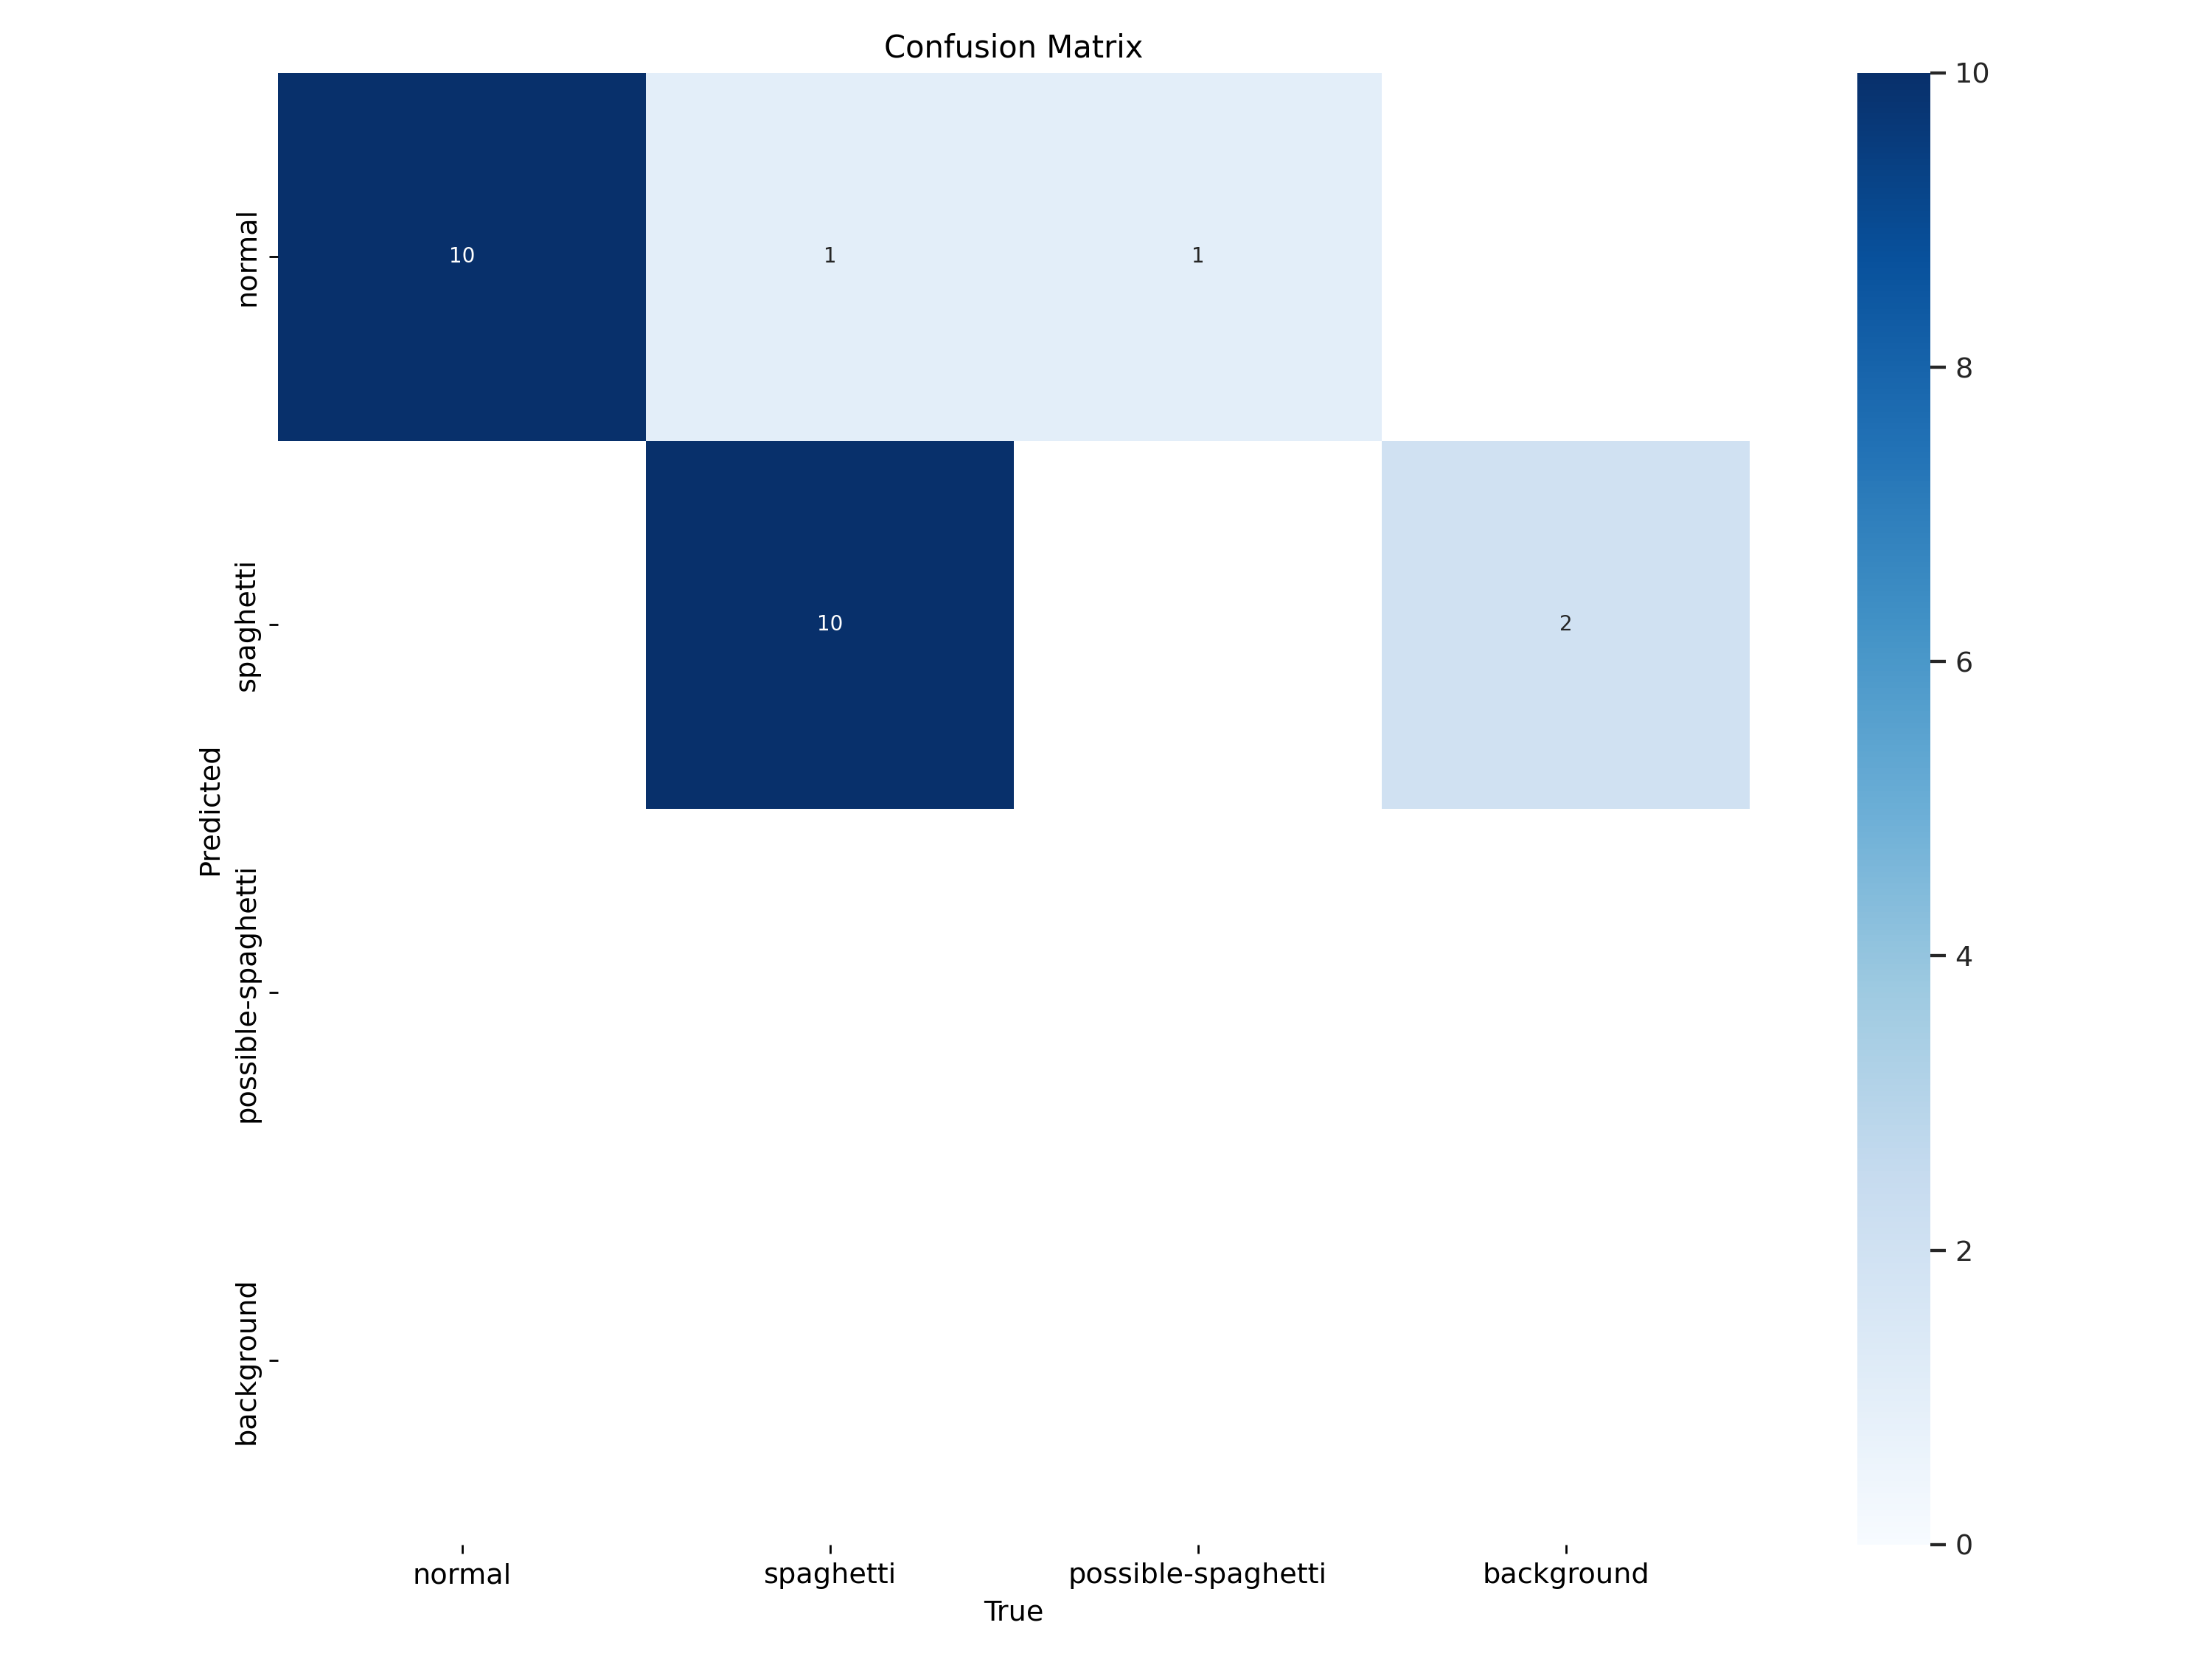 Confusion Matrix
normal
spaghetti
possible-spaghetti
background
Predicted
10
1
1
10
2
normal
spaghetti
possible-spaghetti
background
True
10
8
6
4
2
0